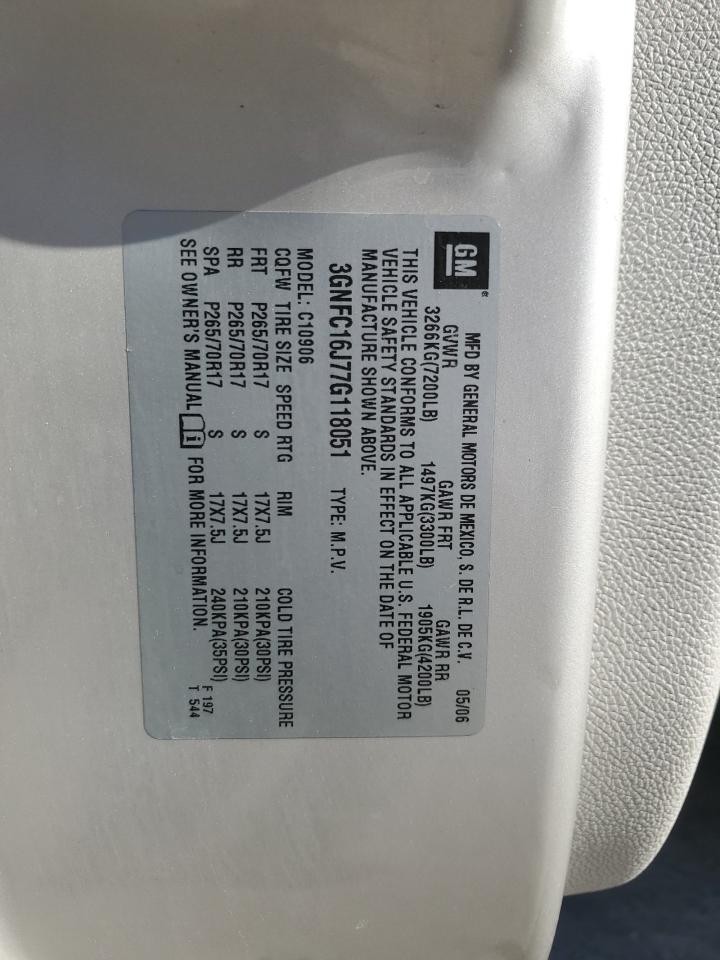 GM
MFD BY GENERAL MOTORS DE MEXICO, S. DE R.L. DE C.V. 05/06
GVWR GAWR FRT GAWR RR
3266KG(7200LB) 1497KG(3300LB) 1905KG(4200LB)
THIS VEHICLE CONFORMS TO ALL APPLICABLE U.S. FEDERAL MOTOR
VEHICLE SAFETY STANDARDS IN EFFECT ON THE DATE OF
MANUFACTURE SHOWN ABOVE.
3GNFC16J77G118051 TYPE: M.P.V.
MODEL: C10906
CQFW TIRE SIZE SPEED RTG RIM COLD TIRE PRESSURE
FRT P265/70R17 S 17X7.5J 210KPA(30PSI)
RR P265/70R17 S 17X7.5J 210KPA(30PSI)
SPA P265/70R17 S 17X7.5J 240KPA(35PSI)
SEE OWNER'S MANUAL i FOR MORE INFORMATION.
F 197
T 544